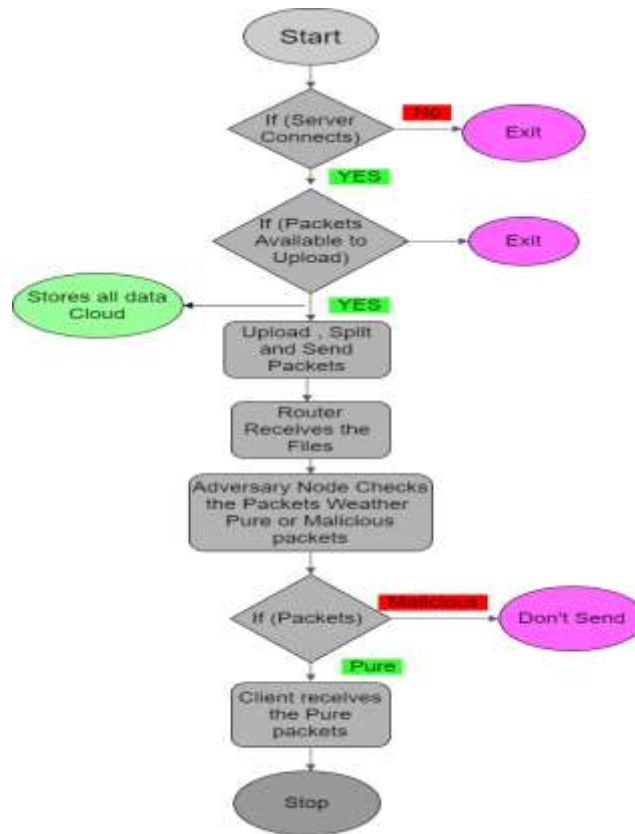 Start
If (Server
Connects)
No
Exit
YES
If (Packets
Available to
Upload)
Exit
Stores all data
Cloud
YES
Upload , Split
and Send
Packets
Router
Receives the
Files
Adversary Node Checks
the Packets Weather
Pure or Malicious
packets
If (Packets)
Malicious
Don't Send
Pure
Client receives
the Pure
packets
Stop